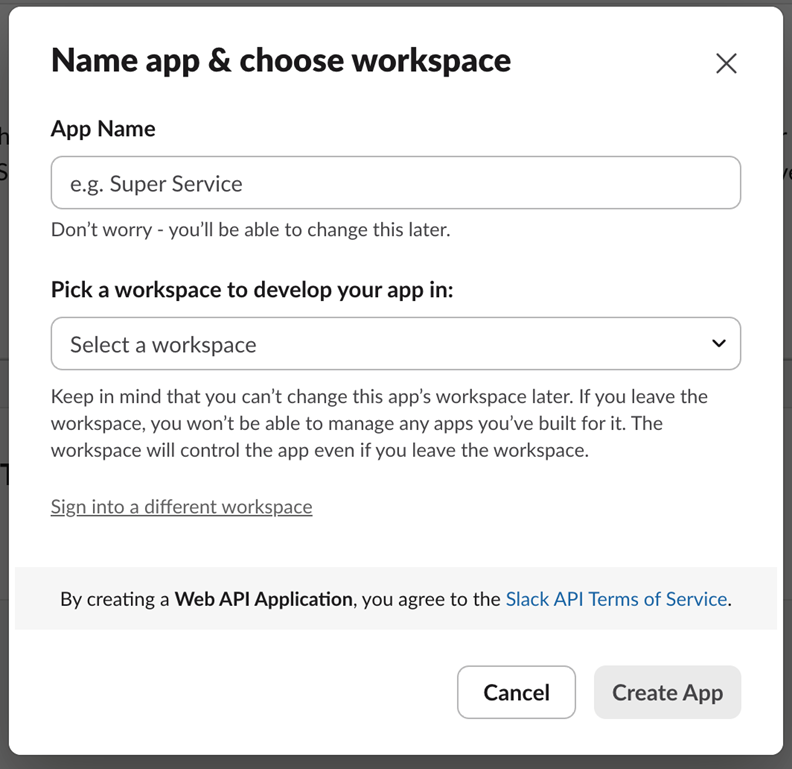 Name app & choose workspace
App Name
e.g. Super Service
Don’t worry - you’ll be able to change this later.
Pick a workspace to develop your app in:
Select a workspace
Keep in mind that you can’t change this app’s workspace later. If you leave the
workspace, you won’t be able to manage any apps you’ve built for it. The
workspace will control the app even if you leave the workspace.
Sign into a different workspace
By creating a Web API Application, you agree to the Slack API Terms of Service.
Cancel
Create App